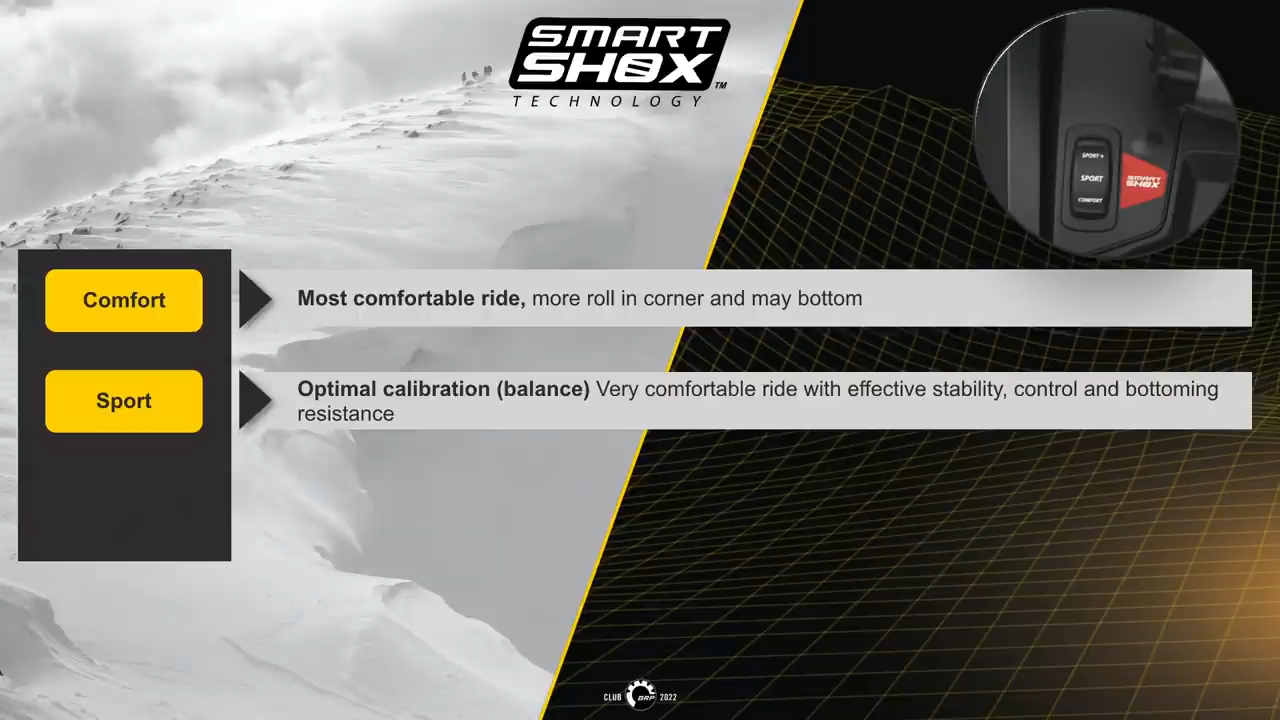 SMART
SHOX™
TECHNOLOGY
SPORT +
SPORT
COMFORT
SMART
SHOX
Comfort
Most comfortable ride, more roll in corner and may bottom
Sport
Optimal calibration (balance) Very comfortable ride with effective stability, control and bottoming
resistance
CLUB BRP 2022